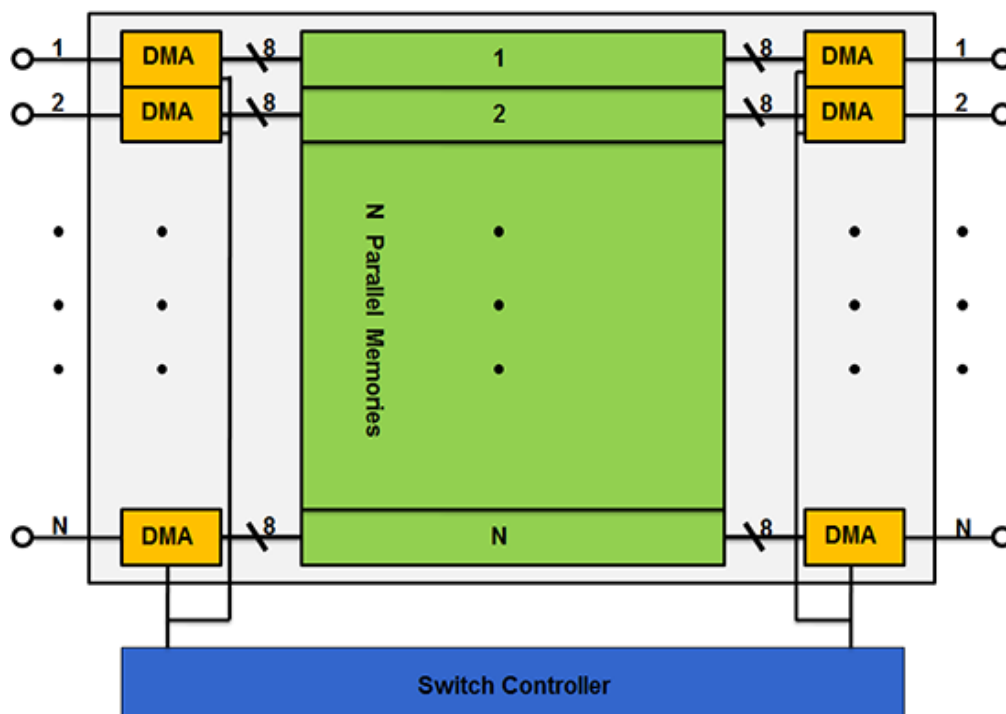 1 DMA 8 1 8 DMA 1
2 DMA 8 2 8 DMA 2
N Parallel Memories
N DMA 8 N 8 DMA N
Switch Controller